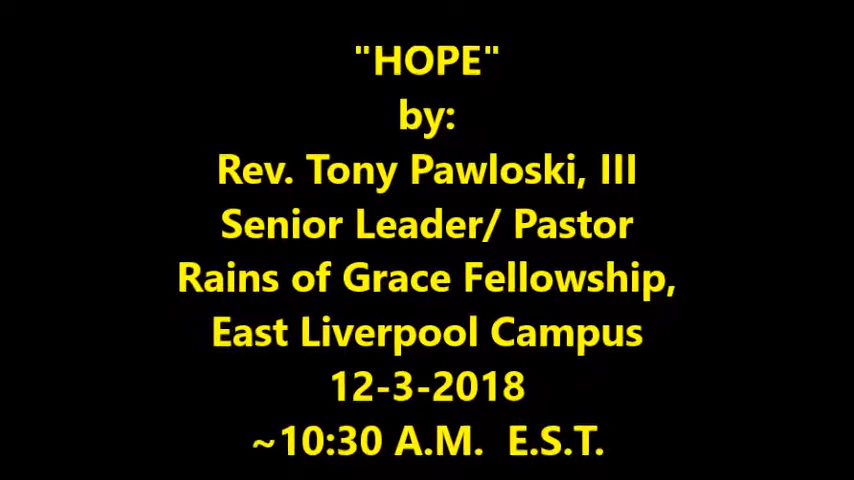 "HOPE"
by:
Rev. Tony Pawloski, III
Senior Leader/ Pastor
Rains of Grace Fellowship,
East Liverpool Campus
12-3-2018
~10:30 A.M.  E.S.T.